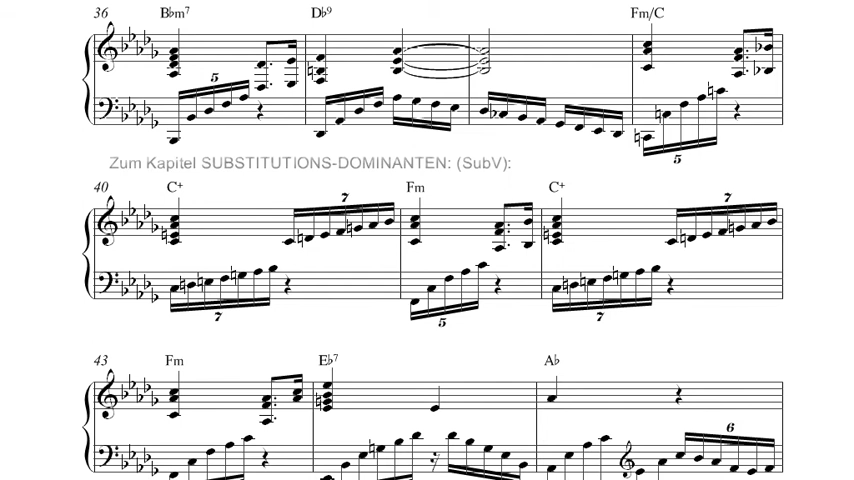 36 B♭m7 D♭9 Fm/C
5 5
Zum Kapitel SUBSTITUTIONS-DOMINANTEN: (SubV):
40 C+ Fm C+
7 7
7 5 7
43 Fm E♭7 A♭
6